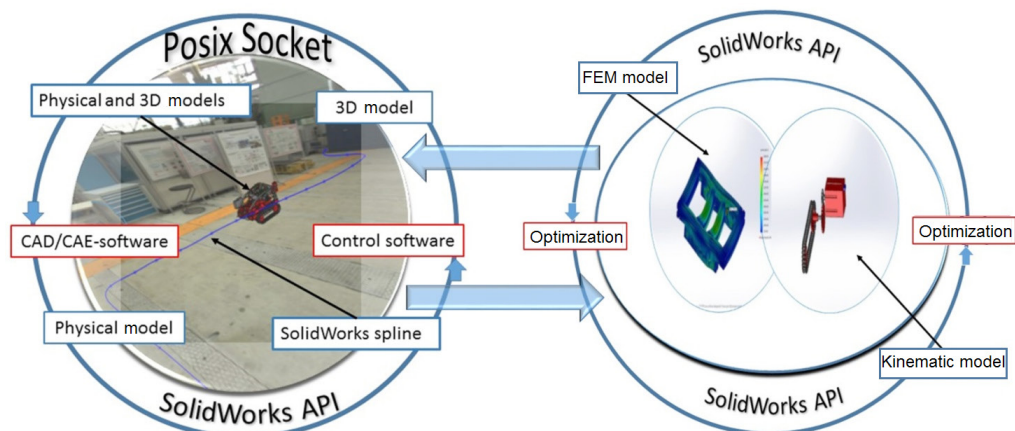 Posix Socket
Physical and 3D models
3D model
CAD/CAE-software
Control software
Physical model
SolidWorks spline
SolidWorks API
SolidWorks API
FEM model
Optimization
Optimization
Kinematic model
SolidWorks API